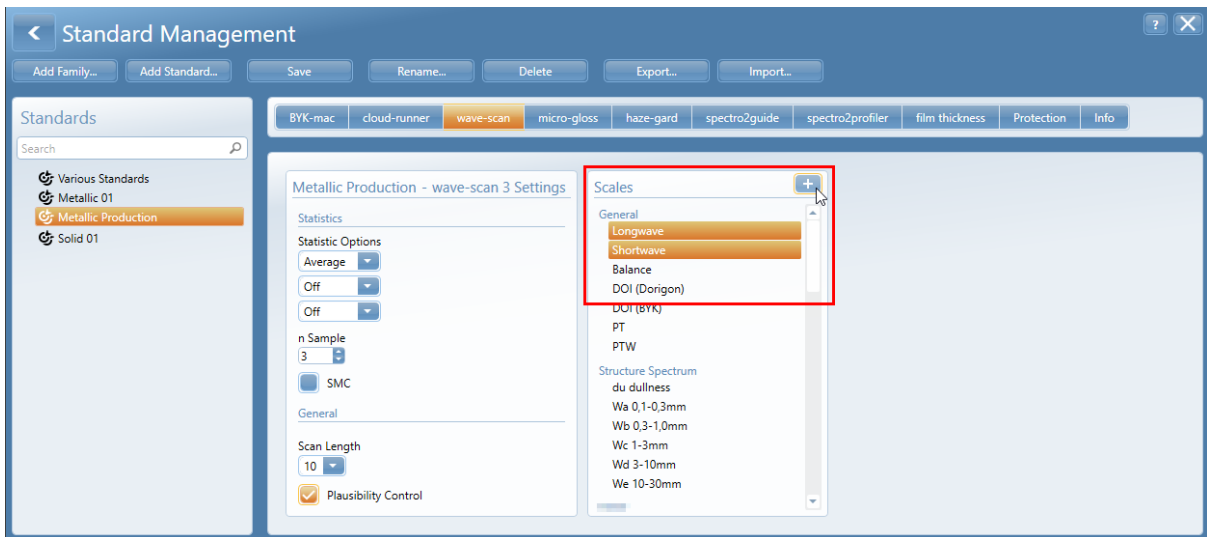 Standard Management
?
Add Family... Add Standard... Save Rename... Delete Export... Import...
Standards
Search
Various Standards
Metallic 01
Metallic Production
Solid 01
BYK-mac cloud-runner wave-scan micro-gloss haze-gard spectro2guide spectro2profiler film thickness Protection Info
Metallic Production - wave-scan 3 Settings
Statistics
Statistic Options
Average
Off
Off
n Sample
3
SMC
General
Scan Length
10
Plausibility Control
Scales
+
General
Longwave
Shortwave
Balance
DOI (Dorigon)
DOI (BYK)
PT
PTW
Structure Spectrum
du dullness
Wa 0,1-0,3mm
Wb 0,3-1,0mm
Wc 1-3mm
Wd 3-10mm
We 10-30mm